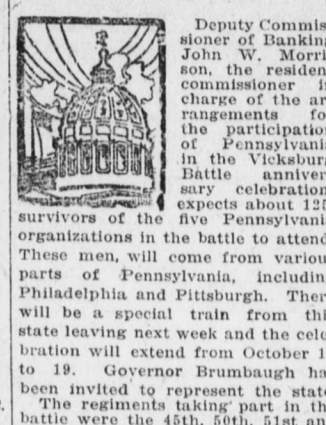 Deputy Commis
sioner of Bankin
John W. Morri
son, the residen
commissioner i
charge of the ar
rangements fo
the participatio
of Pennsylvani
in the Vicksbur
Battle anniver
sary celebration
expects about 125
survivors of the five Pennsylvani
organizations in the battle to attend
These men, will come from variou
parts of Pennsylvania, includin
Philadelphia and Pittsburgh. Ther
will be a special train from thi
state leaving next week and the cele
bration will extend from October 1
to 19. Governor Brumbaugh ha
been invited to represent the state
The regiments taking part in th
battle were the 45th, 50th, 51st an